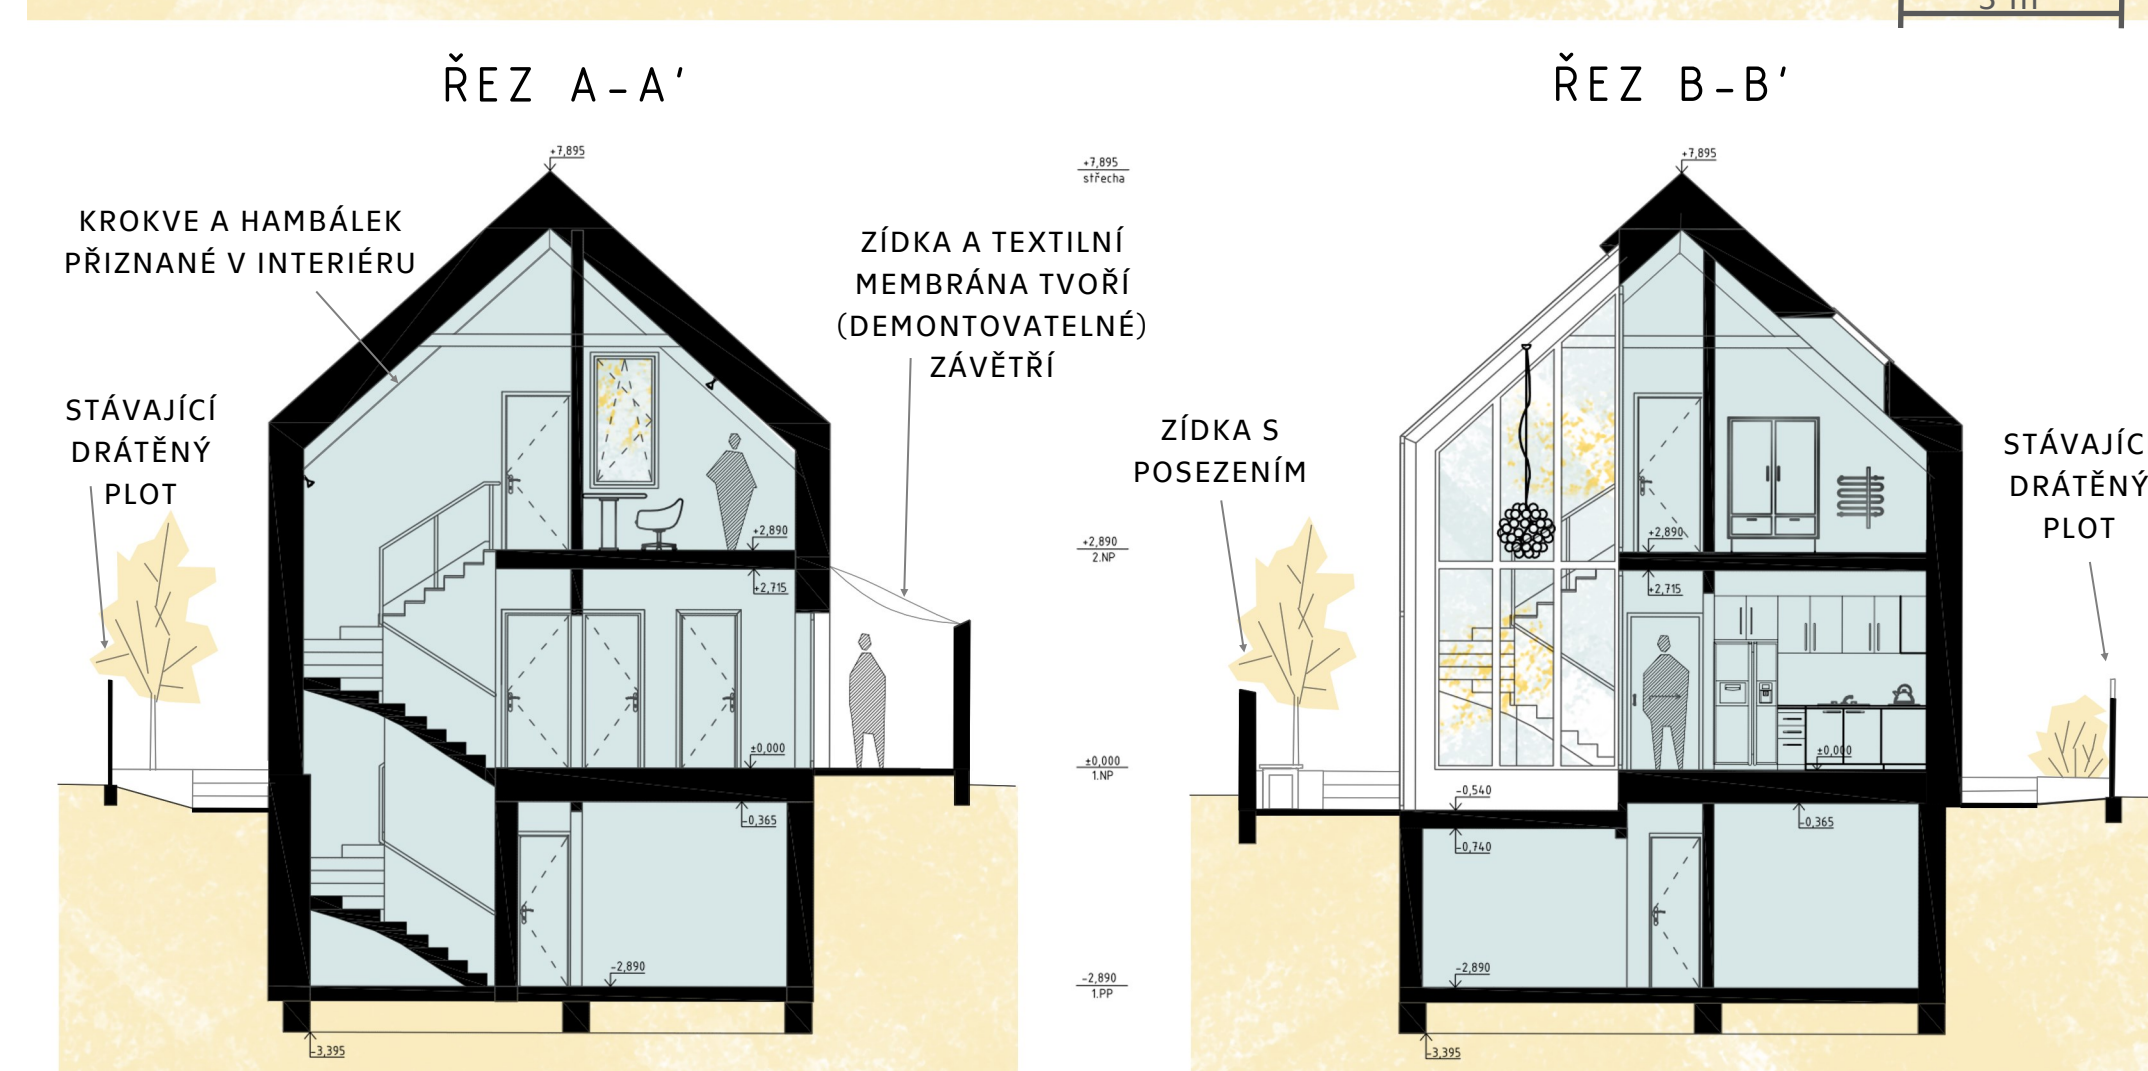 3 m
ŘEZ A-A'
ŘEZ B-B'
+7,895
KROKVE A HAMBÁLEK
PŘIZNANÉ V INTERIÉRU
STÁVAJÍCÍ
DRÁTĚNÝ
PLOT
ZÍDKA A TEXTILNÍ
MEMBRÁNA TVOŘÍ
(DEMONTOVATELNÉ)
ZÁVĚTŘÍ
+2,890
+2,715
±0,000
-0,365
-2,890
-3,395
+7,895
střecha
+2,890
2.NP
±0,000
1.NP
-2,890
1.PP
+7,895
ZÍDKA S
POSEZENÍM
STÁVAJÍC
DRÁTĚNÝ
PLOT
+2,890
+2,715
±0,000
-0,540
-0,365
-0,740
-2,890
-3,395